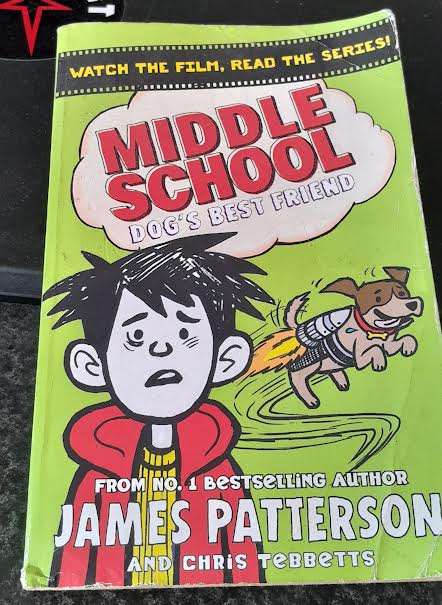 WATCH THE FILM, READ THE SERIES!
MIDDLE
SCHOOL
DOG'S BEST FRIEND
FROM NO. 1 BESTSELLING AUTHOR
JAMES PATTERSON
AND CHRIS TEBBETTS